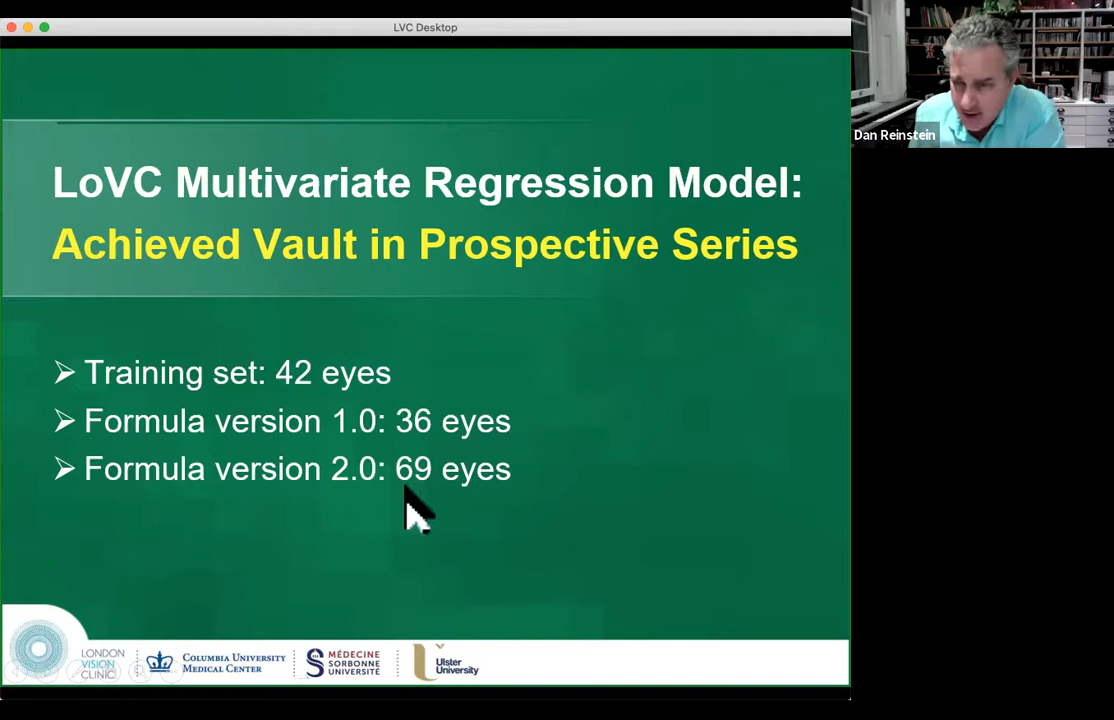 LVC Desktop
Dan Reinstein
LoVC Multivariate Regression Model:
Achieved Vault in Prospective Series
➢ Training set: 42 eyes
➢ Formula version 1.0: 36 eyes
➢ Formula version 2.0: 69 eyes
LONDON
VISION
CLINIC
COLUMBIA UNIVERSITY
MEDICAL CENTER
MÉDECINE
SORBONNE
UNIVERSITÉ
Ulster
University